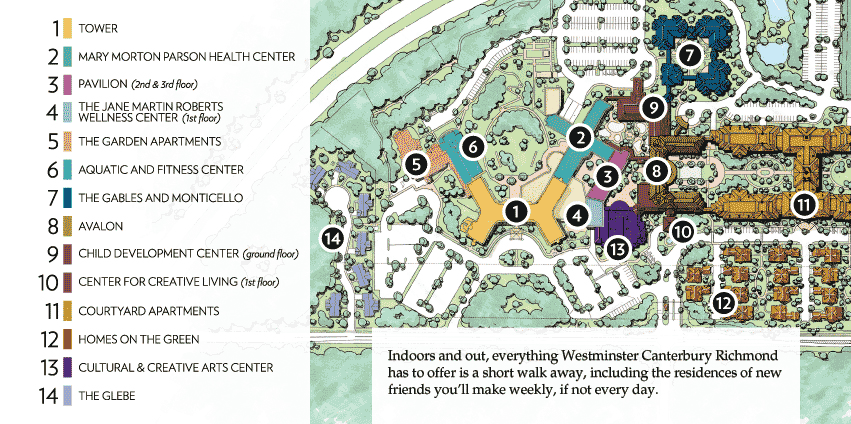 1 TOWER
2 MARY MORTON PARSON HEALTH CENTER
3 PAVILION (2nd & 3rd floor)
4 THE JANE MARTIN ROBERTS
WELLNESS CENTER (1st floor)
5 THE GARDEN APARTMENTS
6 AQUATIC AND FITNESS CENTER
7 THE GABLES AND MONTICELLO
8 AVALON
9 CHILD DEVELOPMENT CENTER (ground floor)
10 CENTER FOR CREATIVE LIVING (1st floor)
11 COURTYARD APARTMENTS
12 HOMES ON THE GREEN
13 CULTURAL & CREATIVE ARTS CENTER
14 THE GLEBE
7
9
2
6
5
3
8
1
4
11
14
13
10
12
Indoors and out, everything Westminster Canterbury Richmond
has to offer is a short walk away, including the residences of new
friends you'll make weekly, if not every day.